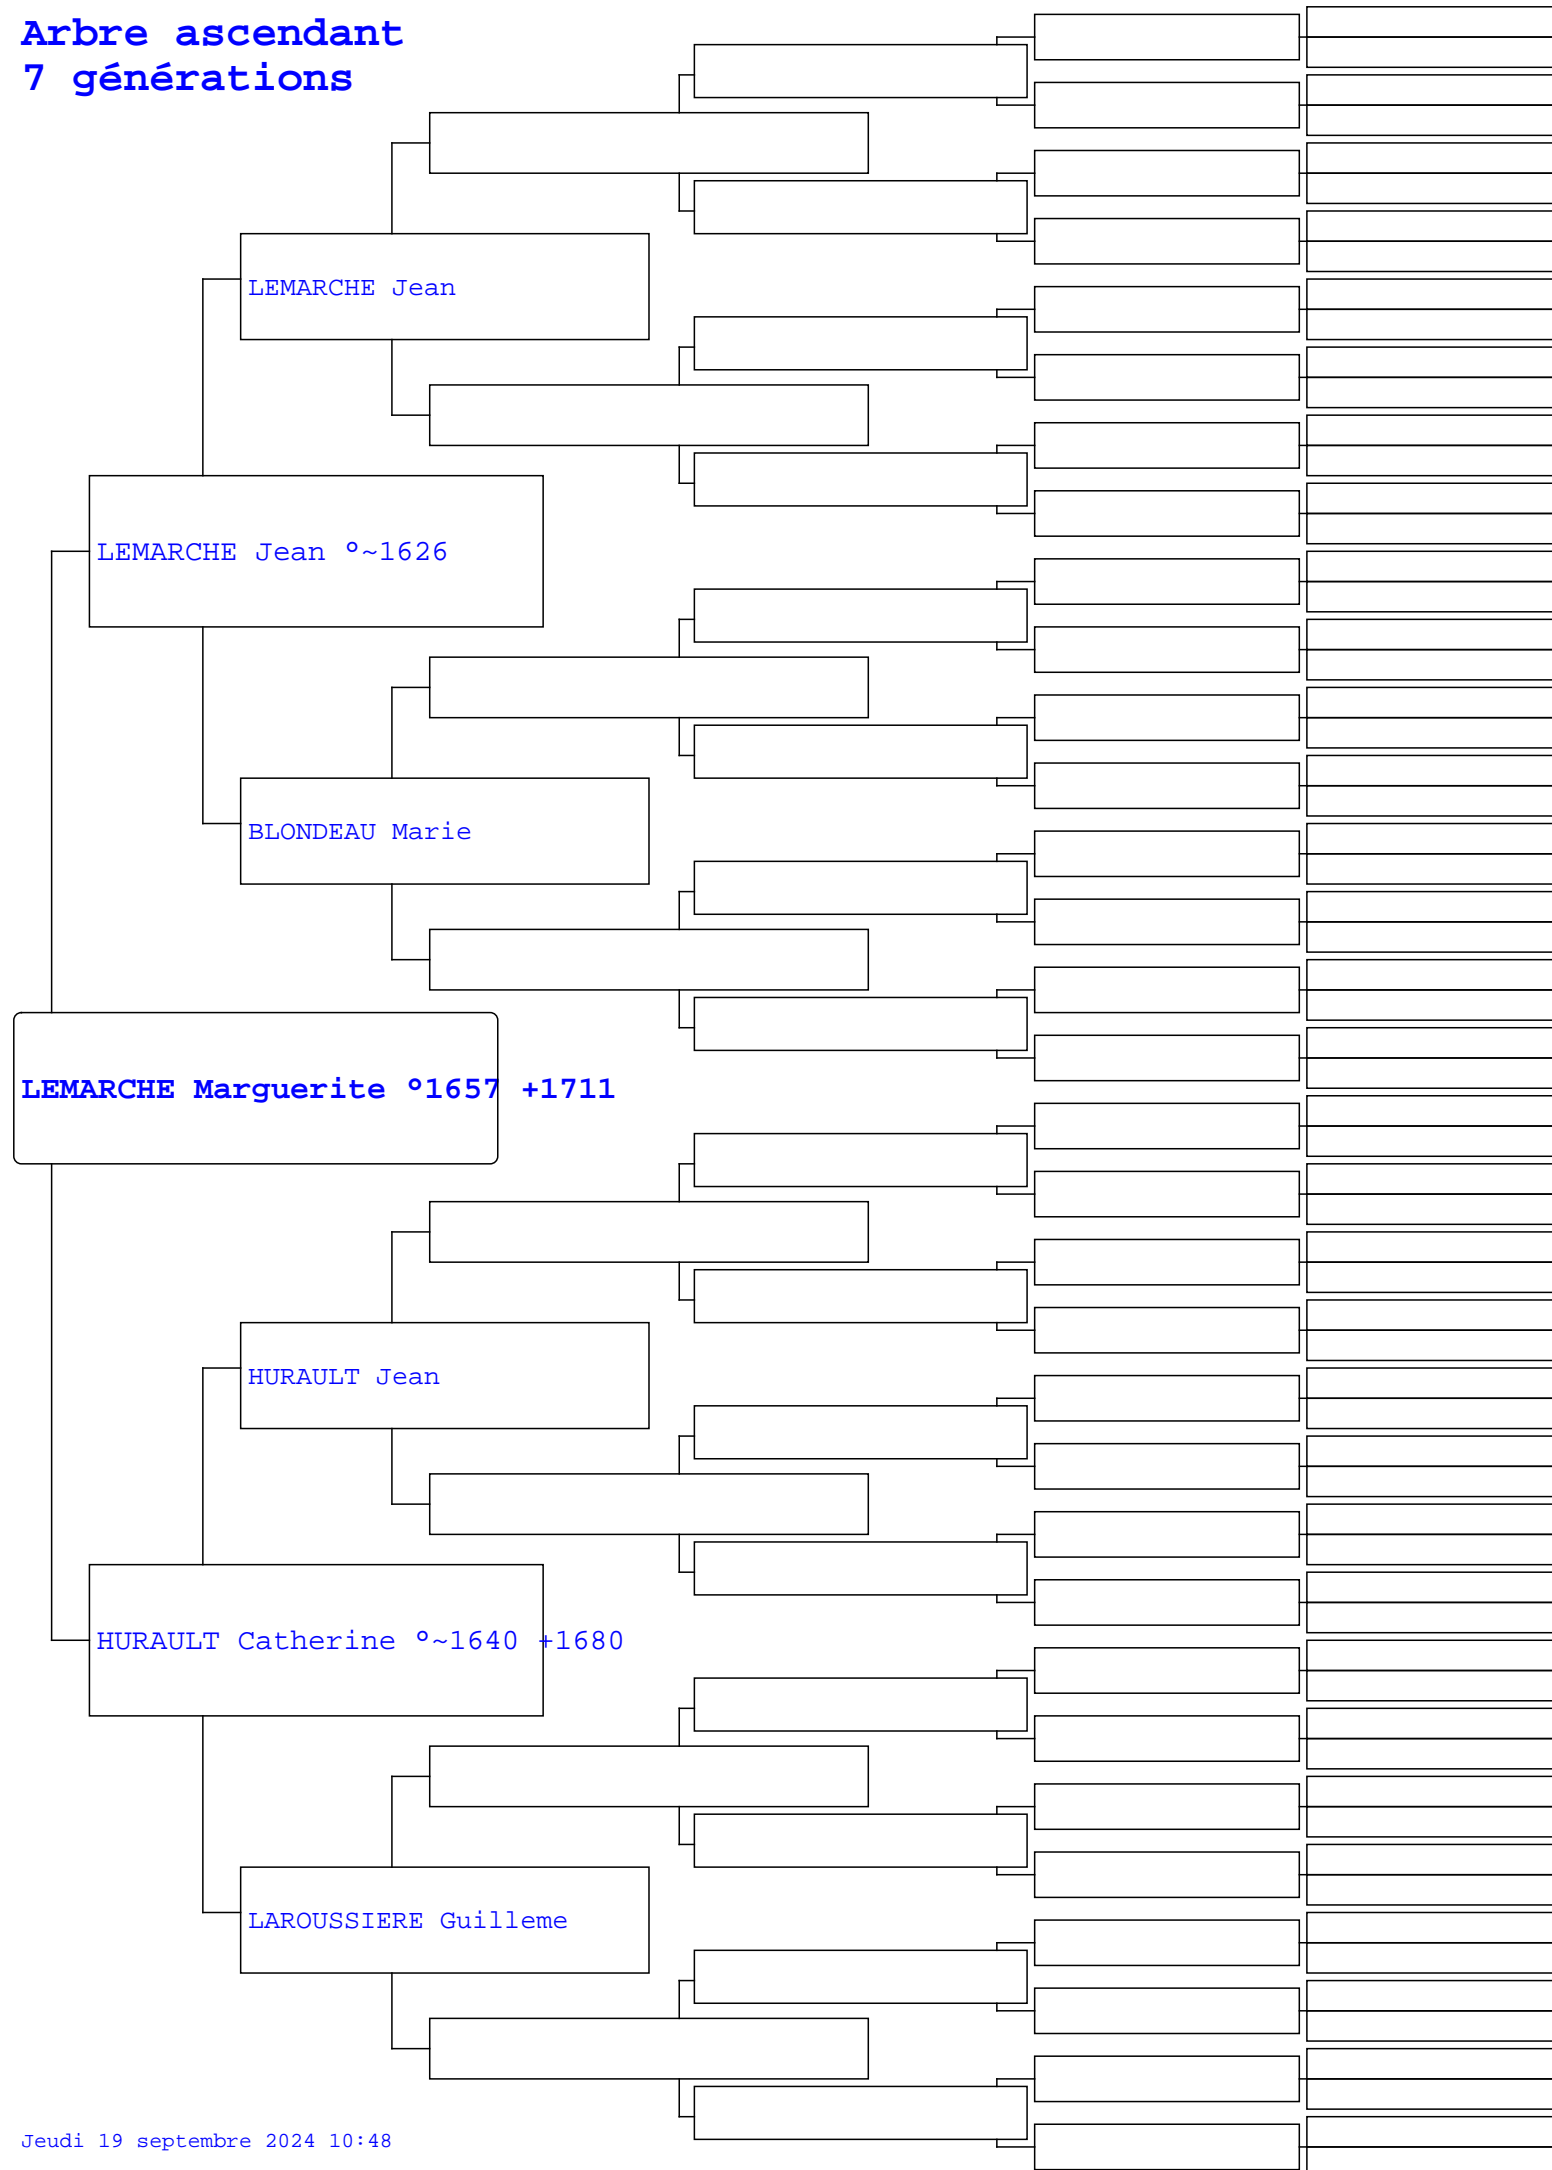 Arbre ascendant
7 générations
LEMARCHE Jean
LEMARCHE Jean °~1626
BLONDEAU Marie
LEMARCHE Marguerite °1657 +1711
HURAULT Jean
HURAULT Catherine °~1640 +1680
LAROUSSIERE Guilleme
Jeudi 19 septembre 2024 10:48